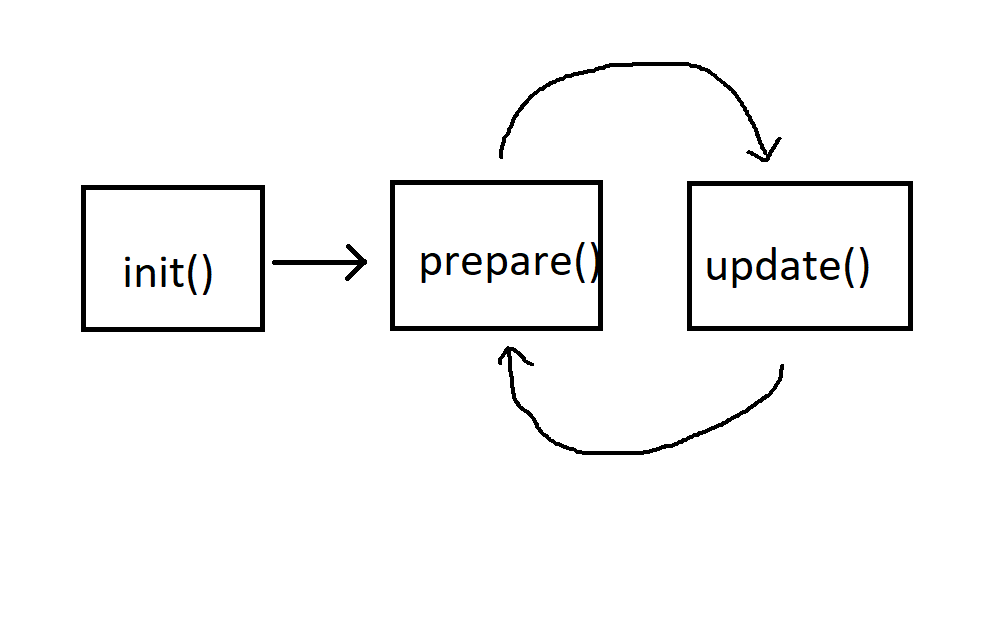 init()
prepare()
update()